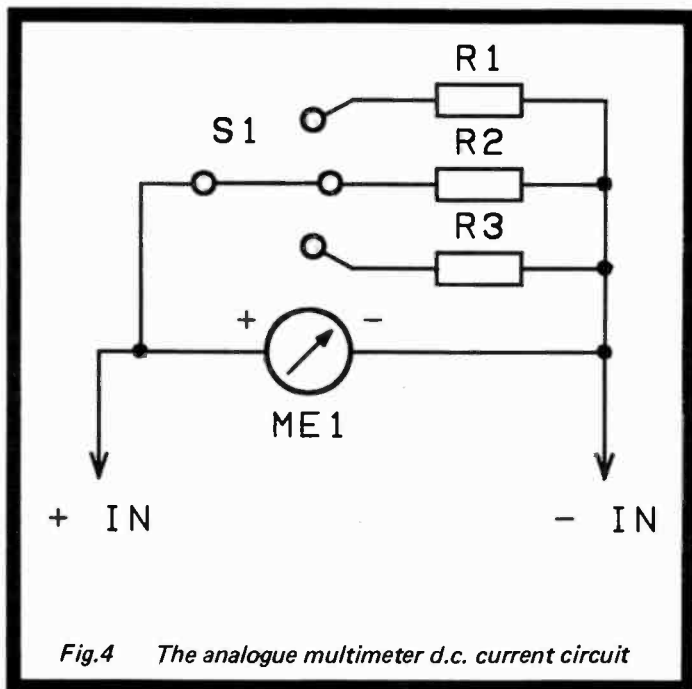 R1
S1
R2
R3
+ -
ME1
+ IN - IN
Fig.4 The analogue multimeter d.c. current circuit